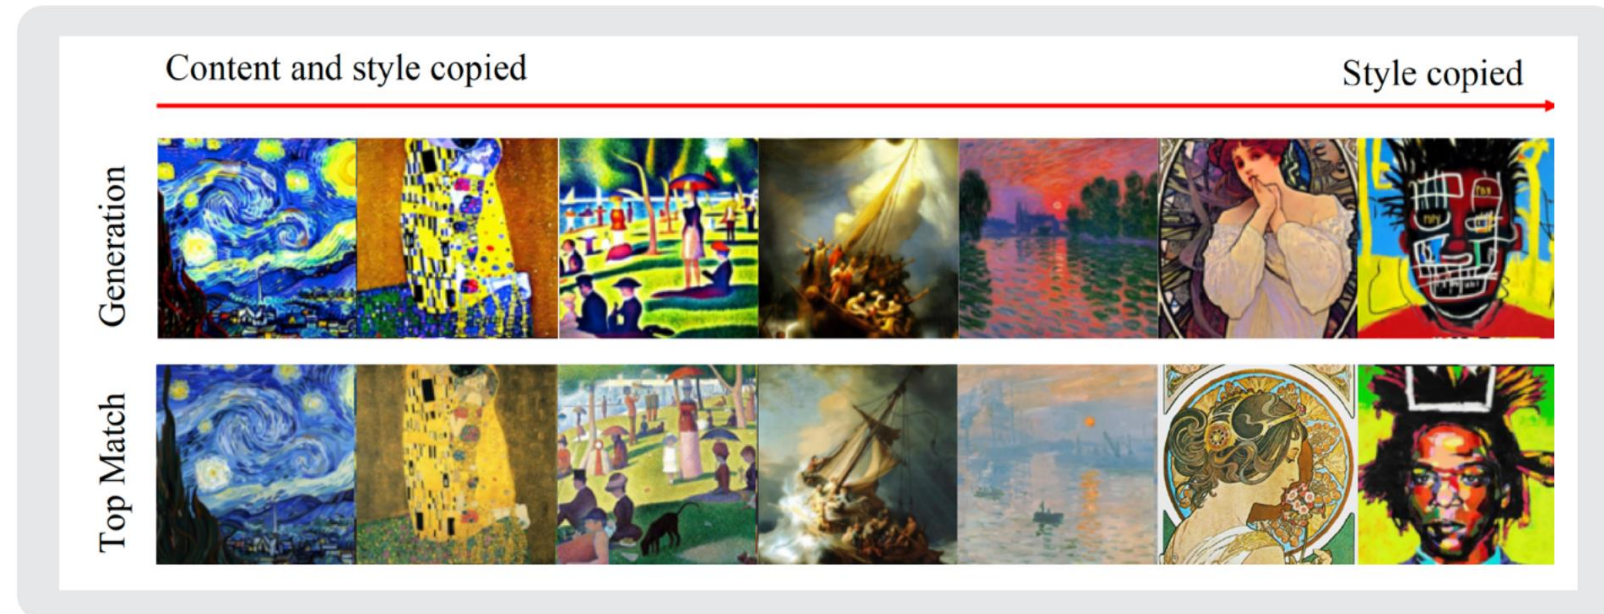 Content and style copied
Style copied
Generation
Top Match